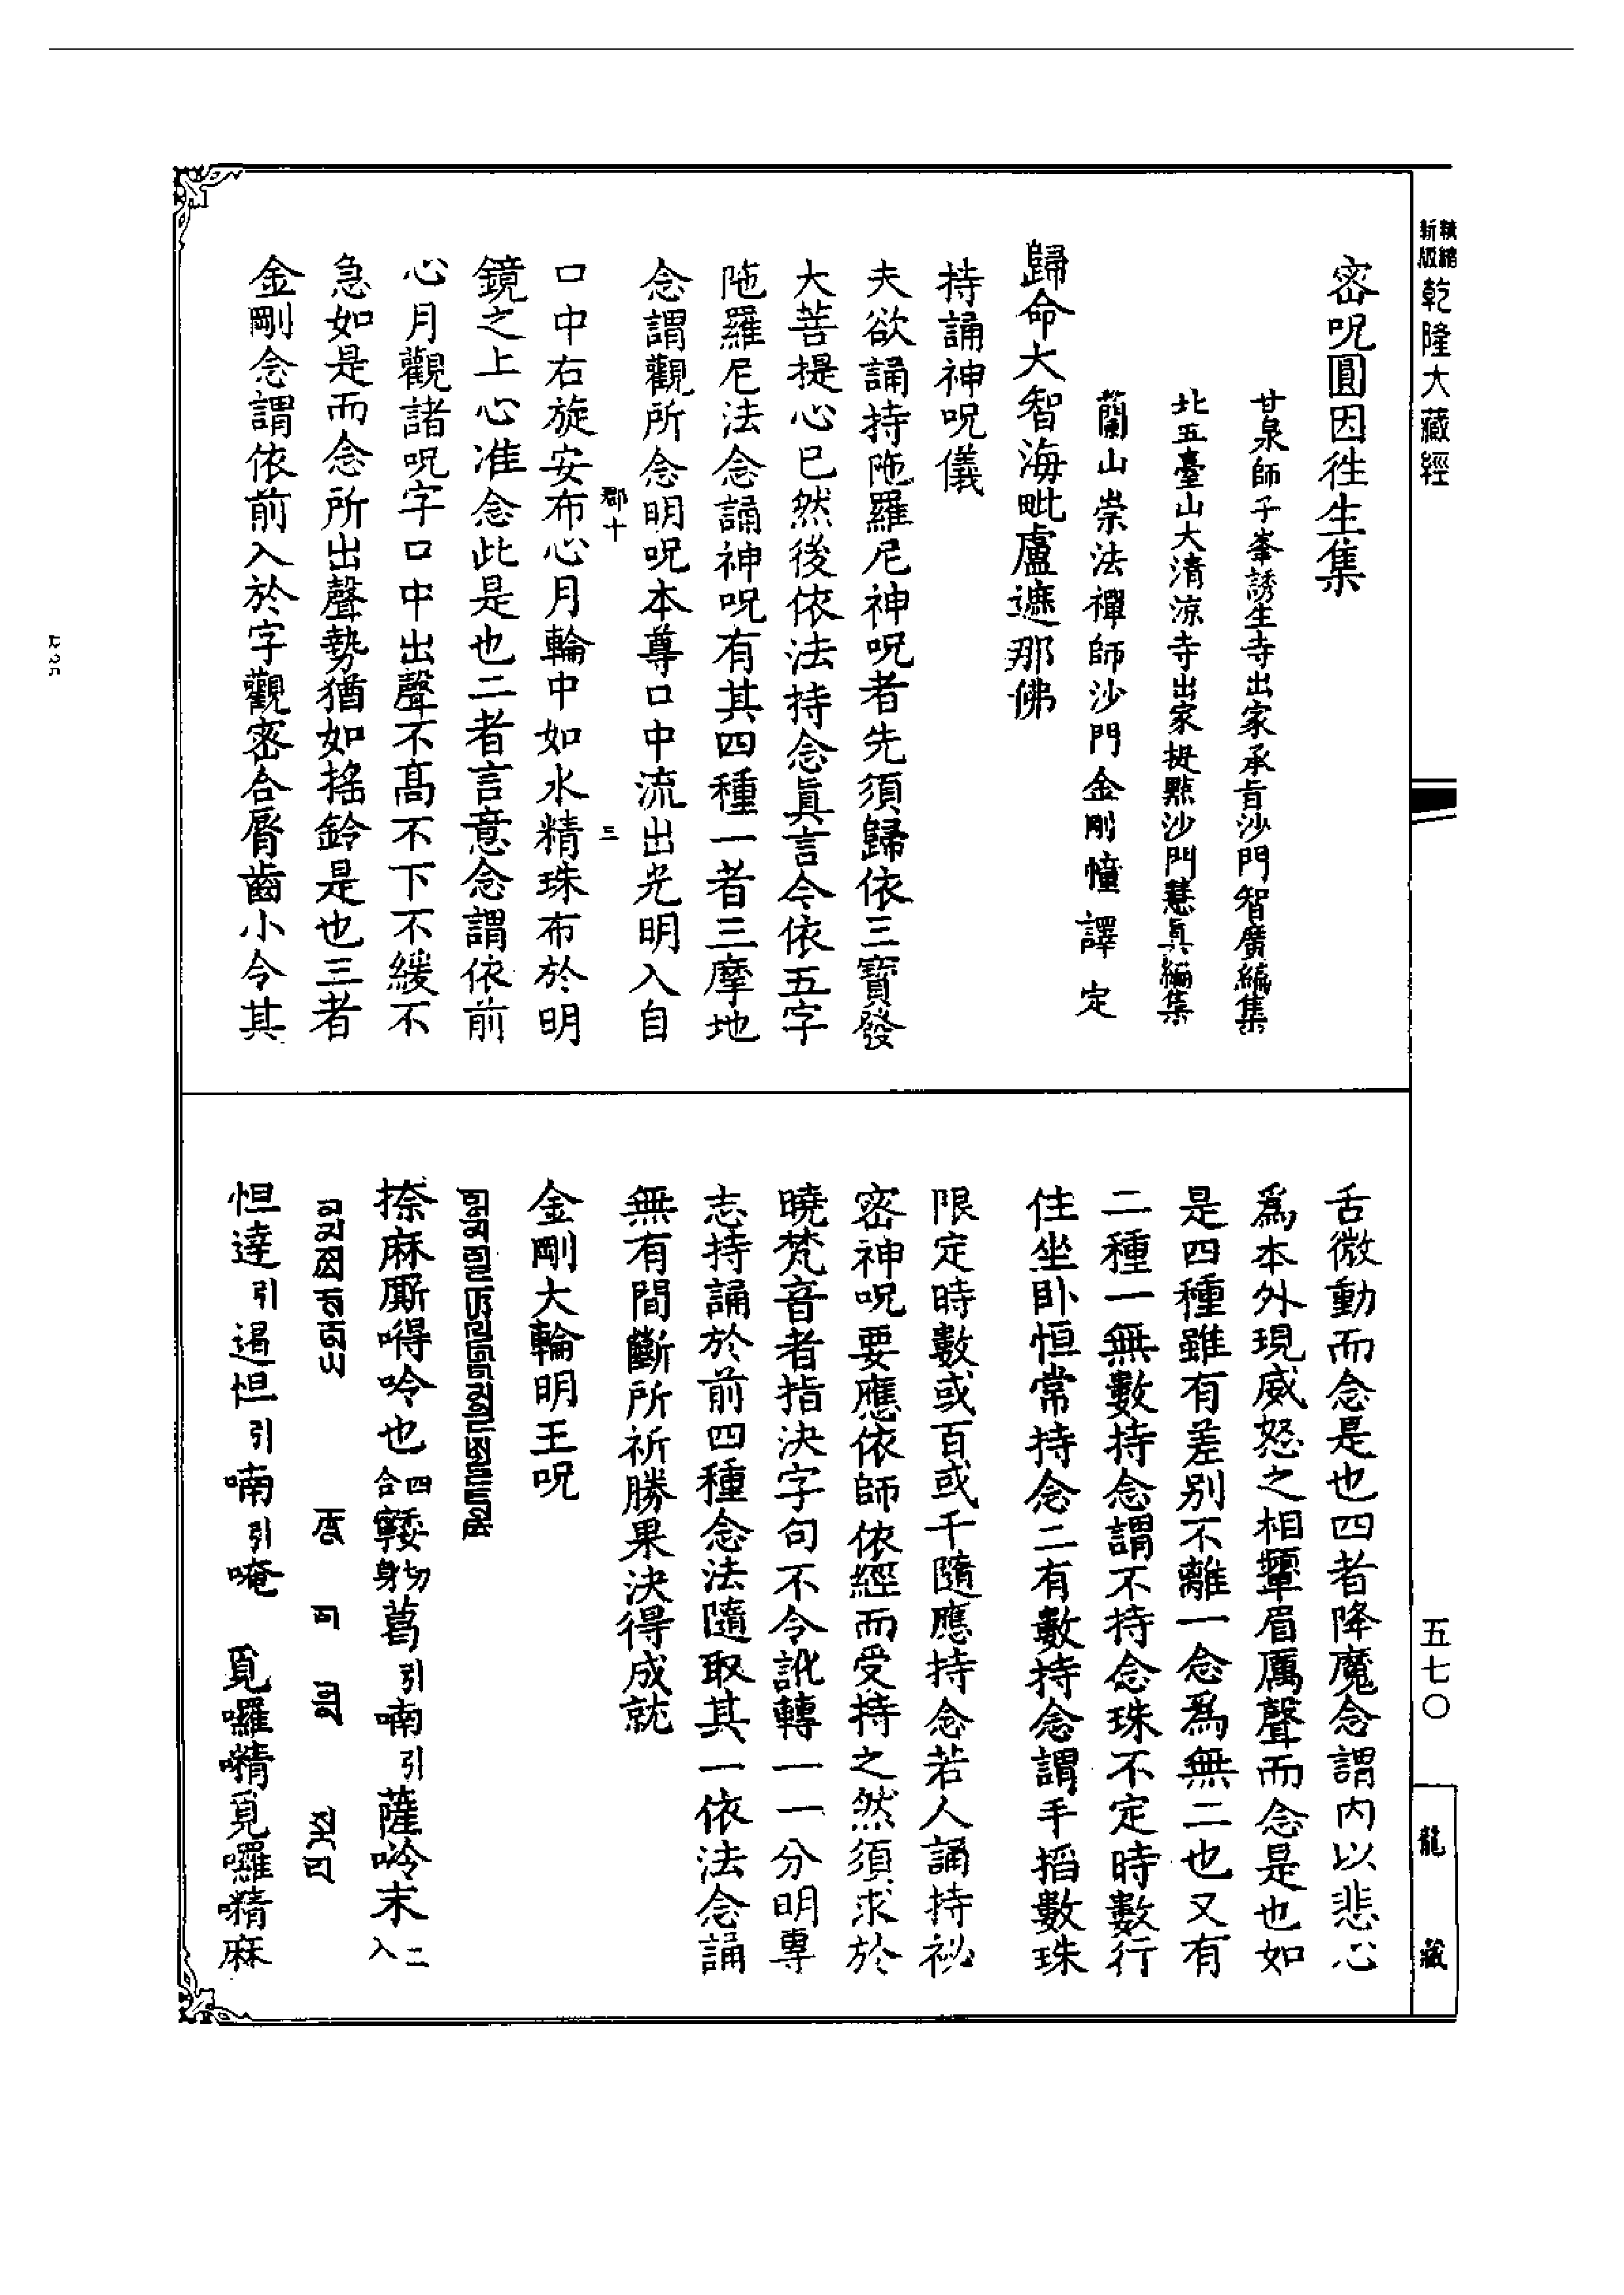 精縮新版乾隆大藏經
五七〇
龍藏
密呪圓因往生集
甘泉師子峯誘生寺出家承旨沙門智廣編集
北五臺山大清涼寺出家提點沙門慧真編集
蘭山崇法禪師沙門金剛幢譯定
歸命大智海毗盧遮那佛
持誦神呪儀
夫欲誦持陁羅尼神呪者先須歸依三寶發
大菩提心已然後依法持念真言今依五字
陁羅尼法念誦神呪有其四種一者三摩地
念謂觀所念明呪本尊口中流出光明入自
郡十 三
口中右旋安布心月輪中如水精珠布於明
鏡之上心准念此是也二者言意念謂依前
心月觀諸呪字口中出聲不高不下不緩不
急如是而念所出聲勢猶如搖鈴是也三者
金剛念謂依前入於字觀密合脣齒小令其
舌微動而念是也四者降魔念謂內以悲心
爲本外現威怒之相顰眉厲聲而念是也如
是四種雖有差別不離一念爲無二也又有
二種一無數持念謂不持念珠不定時數行
住坐卧恒常持念二有數持念謂手掐數珠
限定時數或百或千隨應持念若人誦持祕
密神呪要應依師依經而受持之然須求於
曉梵音者指決字句不令訛轉一一分明專
志持誦於前四種念法隨取其一依法念誦
無有間斷所祈勝果決得成就
金剛大輪明王呪
捺麻厮嘚呤也四合䩳切身葛引喃引薩呤末二入
怛達引遏怛引喃引唵 覓囉𡄦覓囉𡄦麻